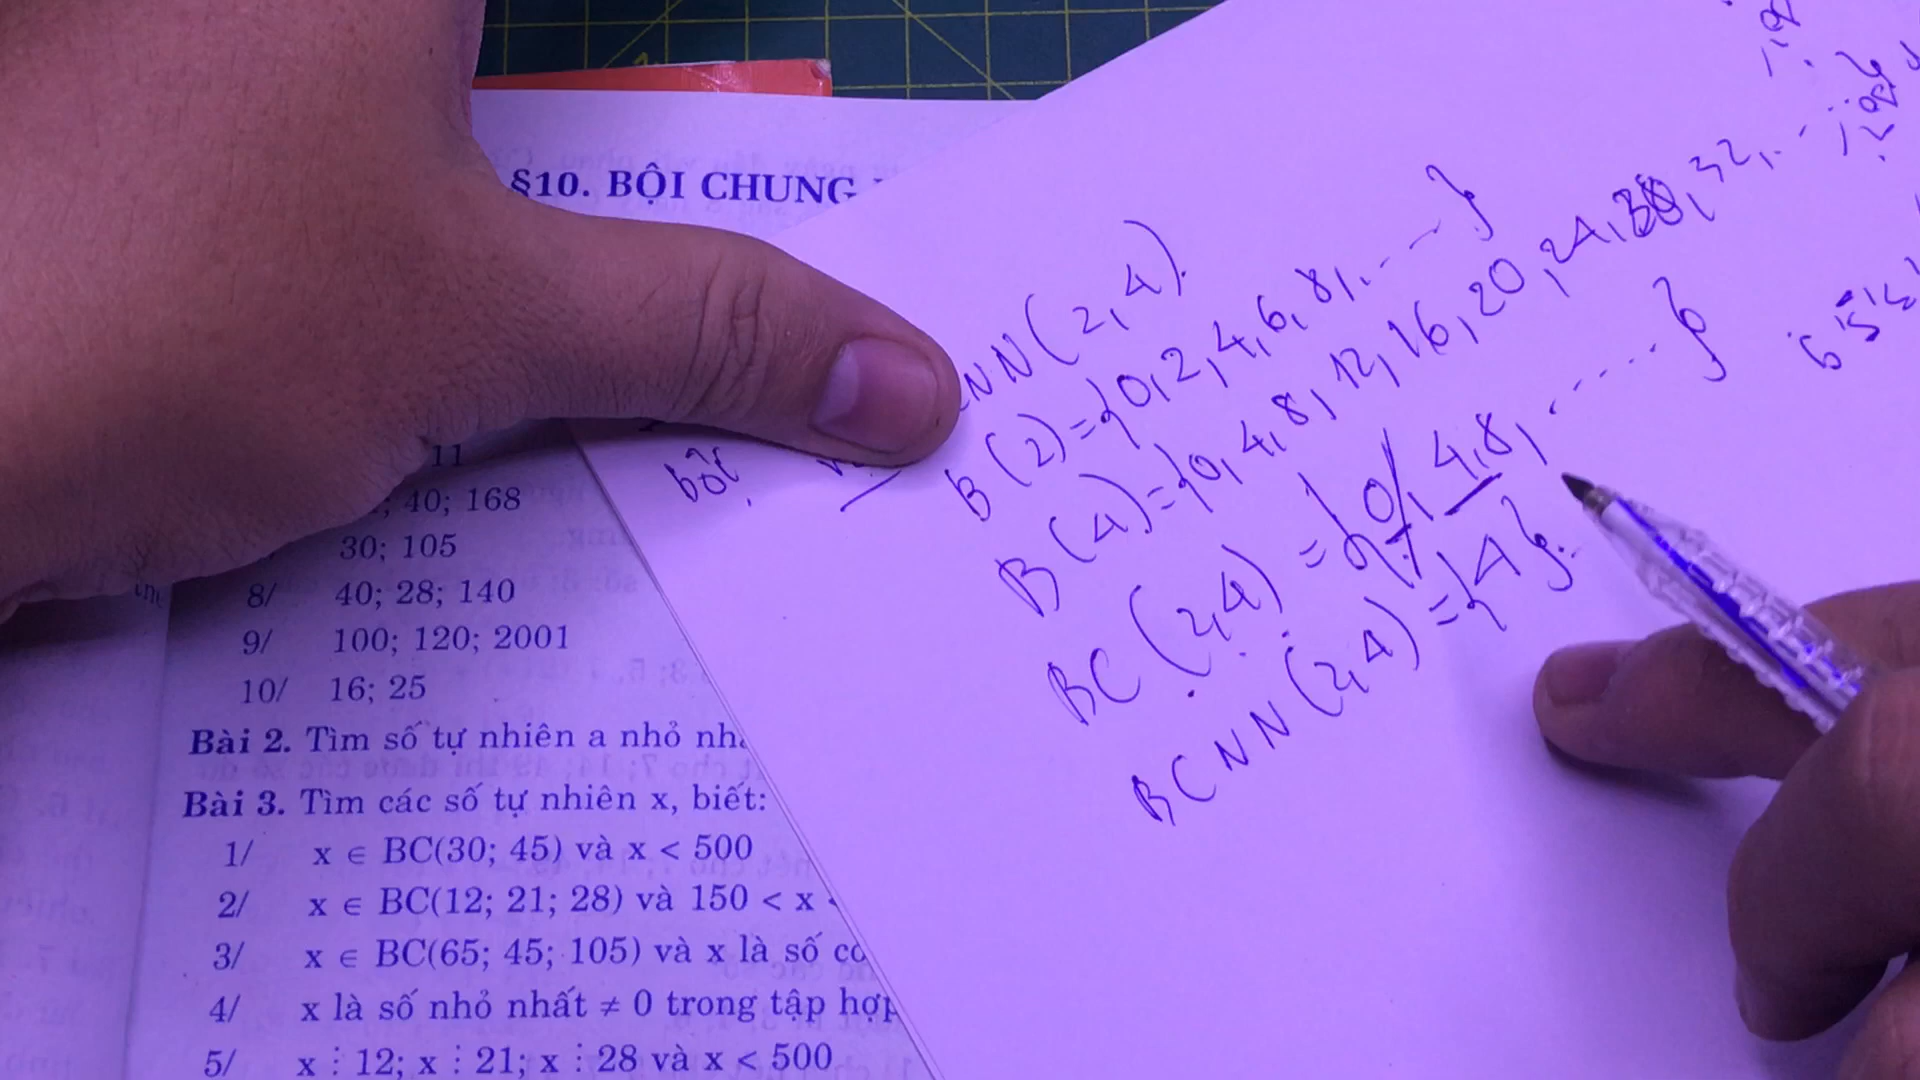 §10. BỘI CHUNG
11
40; 168
30; 105
8/ 40; 28; 140
9/ 100; 120; 2001
10/ 16; 25
Bài 2. Tìm số tự nhiên a nhỏ
Bài 3. Tìm các số tự nhiên x, biết:
1/ x ∈ BC(30; 45) và x < 500
2/ x ∈ BC(12; 21; 28) và 150 < x
3/ x ∈ BC(65; 45; 105) và x là số
4/ x là số nhỏ nhất ≠ 0 trong tập
5/ x ⋮ 12; x ⋮ 21; x ⋮ 28 và x < 500
bội
NN(2,4).
B(2)={0,2,4,6,8,....}
B(4)={0,4,8,12,16,20,24,28,32,...
BC(2,4)={0,4,8,.....}
BCNN(2,4)={4}.